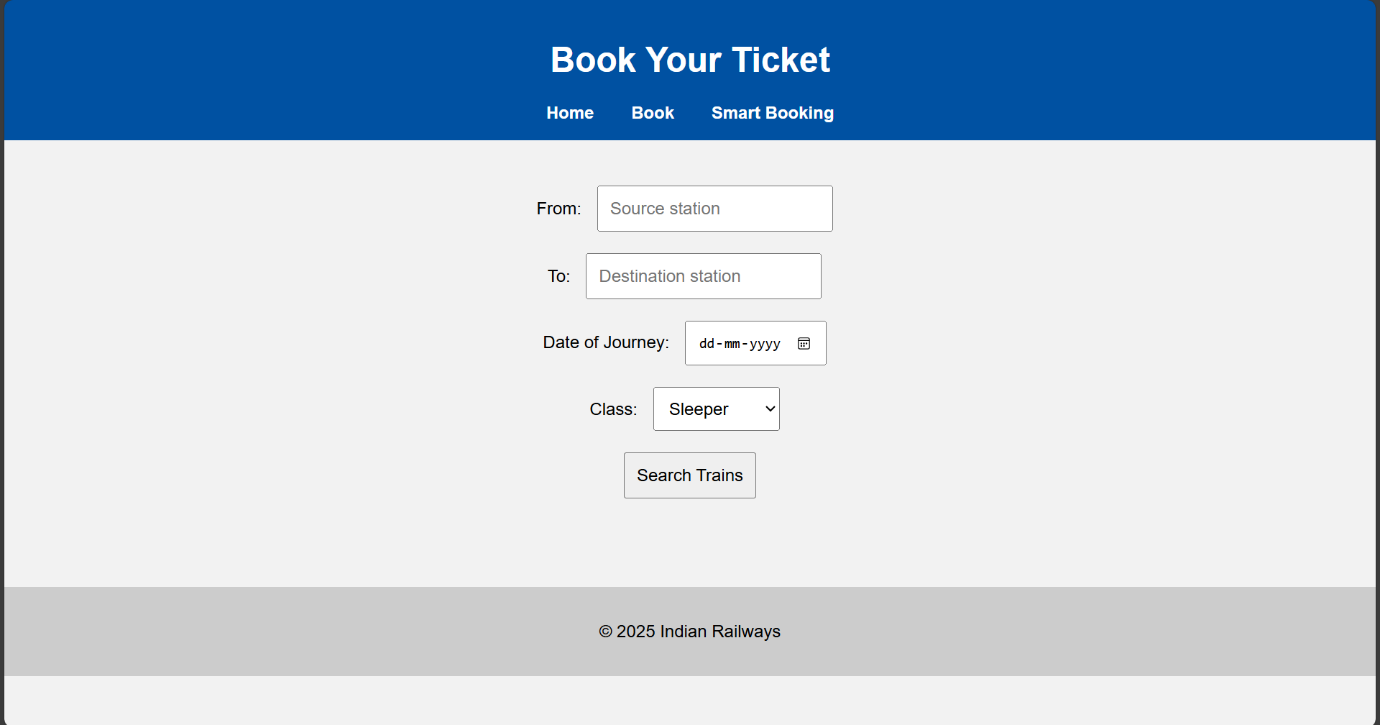 Book Your Ticket
Home Book Smart Booking
From: Source station
To: Destination station
Date of Journey: dd-mm-yyyy
Class: Sleeper
Search Trains
© 2025 Indian Railways